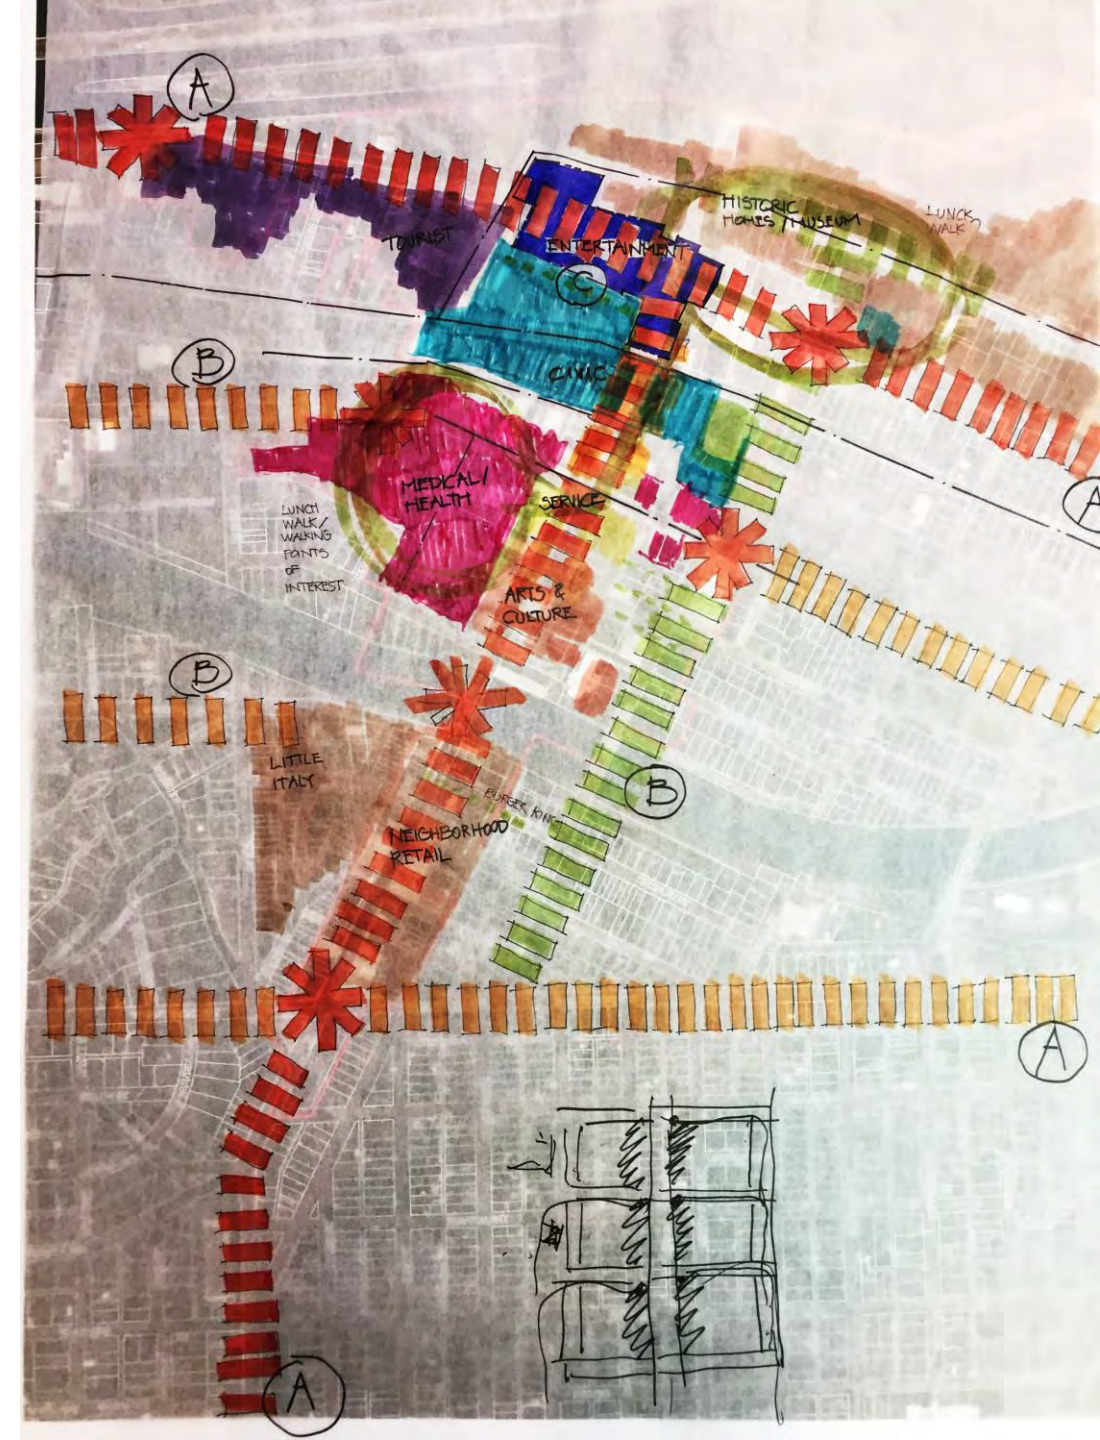 A
HISTORIC
HOMES / MUSEUM
LUNCH
WALK
TOURIST
ENTERTAINMENT
C
B
CIVIC
MEDICAL/
HEALTH
SERVICE
A
LUNCH
WALK/
WALKING
POINTS
OF
INTEREST
ARTS &
CULTURE
B
LITTLE
ITALY
B
BURGER KING
NEIGHBORHOOD
RETAIL
A
A